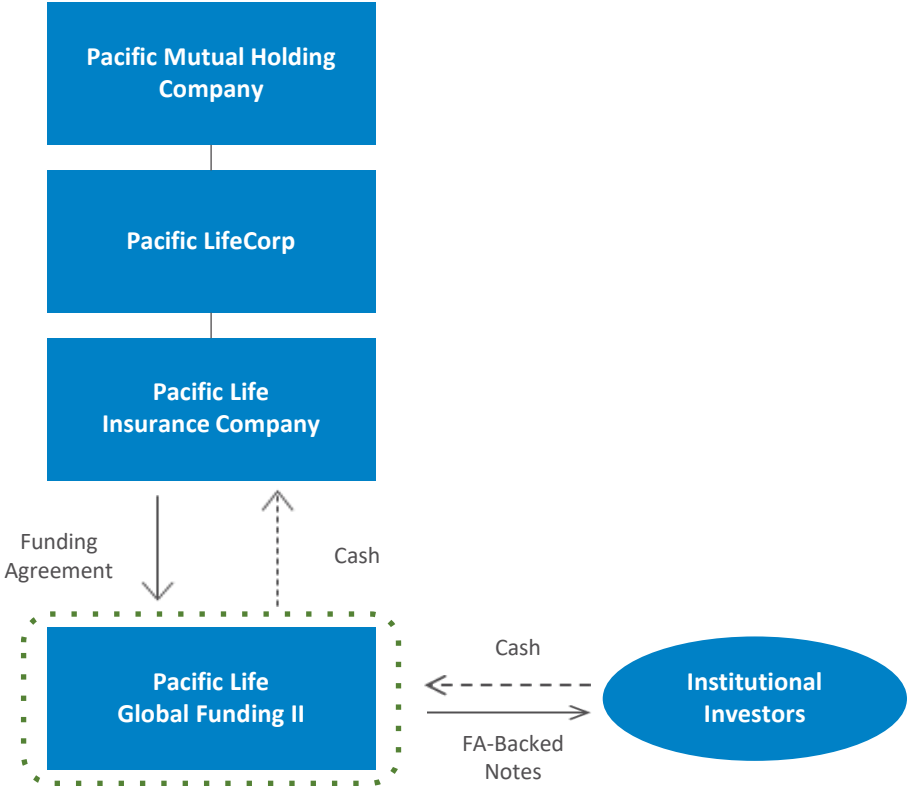 Pacific Mutual Holding
Company
Pacific LifeCorp
Pacific Life
Insurance Company
Funding
Agreement
Cash
Pacific Life
Global Funding II
Cash
FA-Backed
Notes
Institutional
Investors